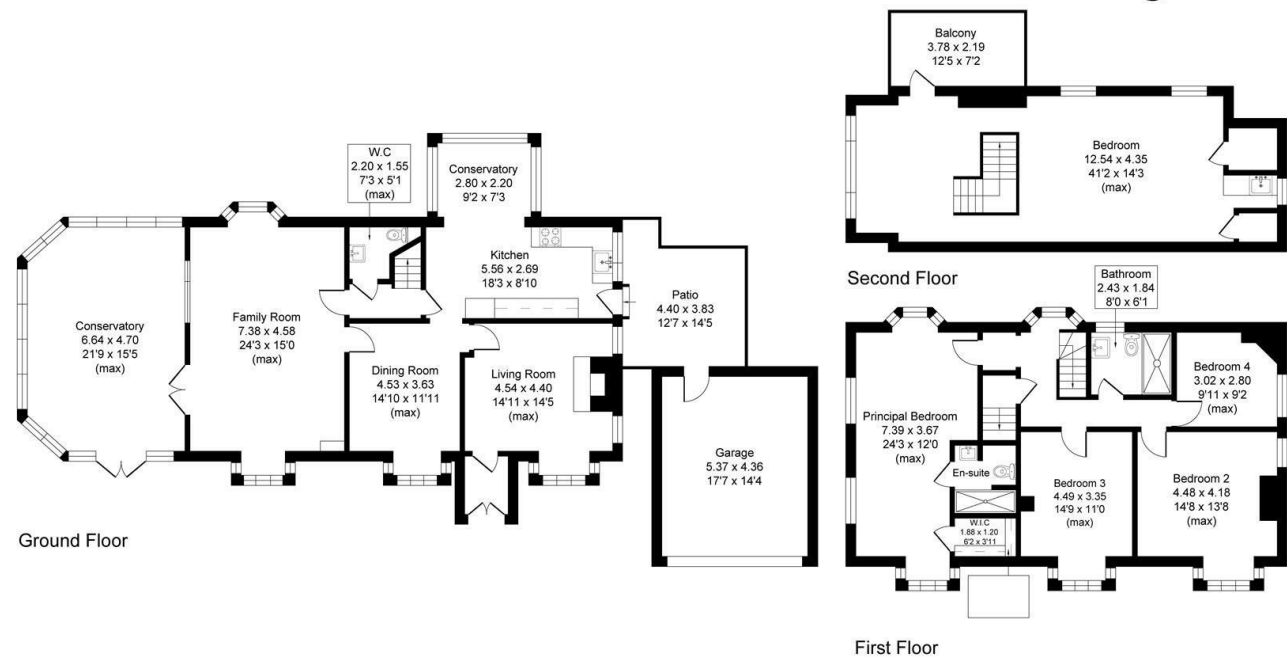 W.C
2.20 x 1.55
7'3 x 5'1
(max)
Conservatory
2.80 x 2.20
9'2 x 7'3
Kitchen
5.56 x 2.69
18'3 x 8'10
Patio
4.40 x 3.83
12'7 x 14'5
Conservatory
6.64 x 4.70
21'9 x 15'5
(max)
Family Room
7.38 x 4.58
24'3 x 15'0
(max)
Dining Room
4.53 x 3.63
14'10 x 11'11
(max)
Living Room
4.54 x 4.40
14'11 x 14'5
(max)
Garage
5.37 x 4.36
17'7 x 14'4
Ground Floor
Balcony
3.78 x 2.19
12'5 x 7'2
Bedroom
12.54 x 4.35
41'2 x 14'3
(max)
Second Floor
Bathroom
2.43 x 1.84
8'0 x 6'1
Bedroom 4
3.02 x 2.80
9'11 x 9'2
(max)
Principal Bedroom
7.39 x 3.67
24'3 x 12'0
(max)
En-suite
W.I.C
1.88 x 1.20
6'2 x 3'11
Bedroom 3
4.49 x 3.35
14'9 x 11'0
(max)
Bedroom 2
4.48 x 4.18
14'8 x 13'8
(max)
First Floor